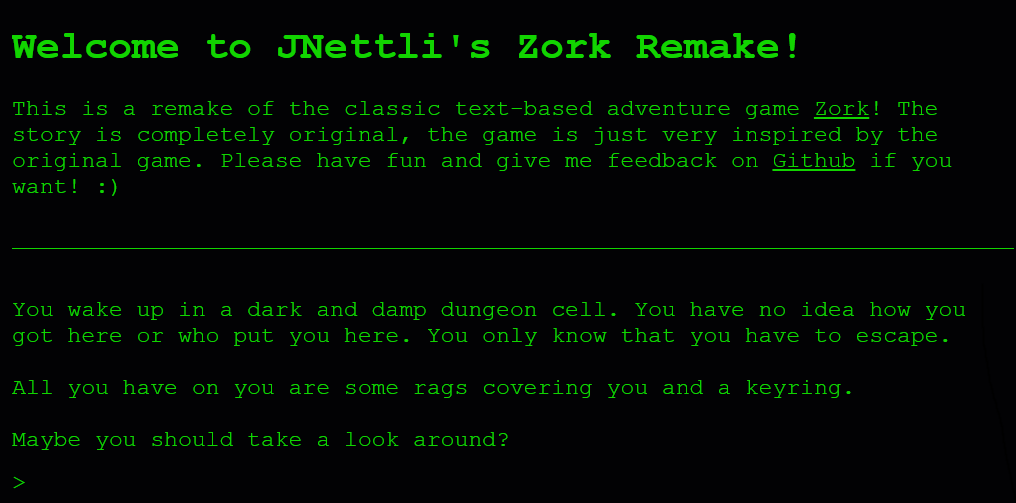 Welcome to JNettli's Zork Remake!
This is a remake of the classic text-based adventure game Zork! The
story is completely original, the game is just very inspired by the
original game. Please have fun and give me feedback on Github if you
want! :)
You wake up in a dark and damp dungeon cell. You have no idea how you
got here or who put you here. You only know that you have to escape.
All you have on you are some rags covering you and a keyring.
Maybe you should take a look around?
>